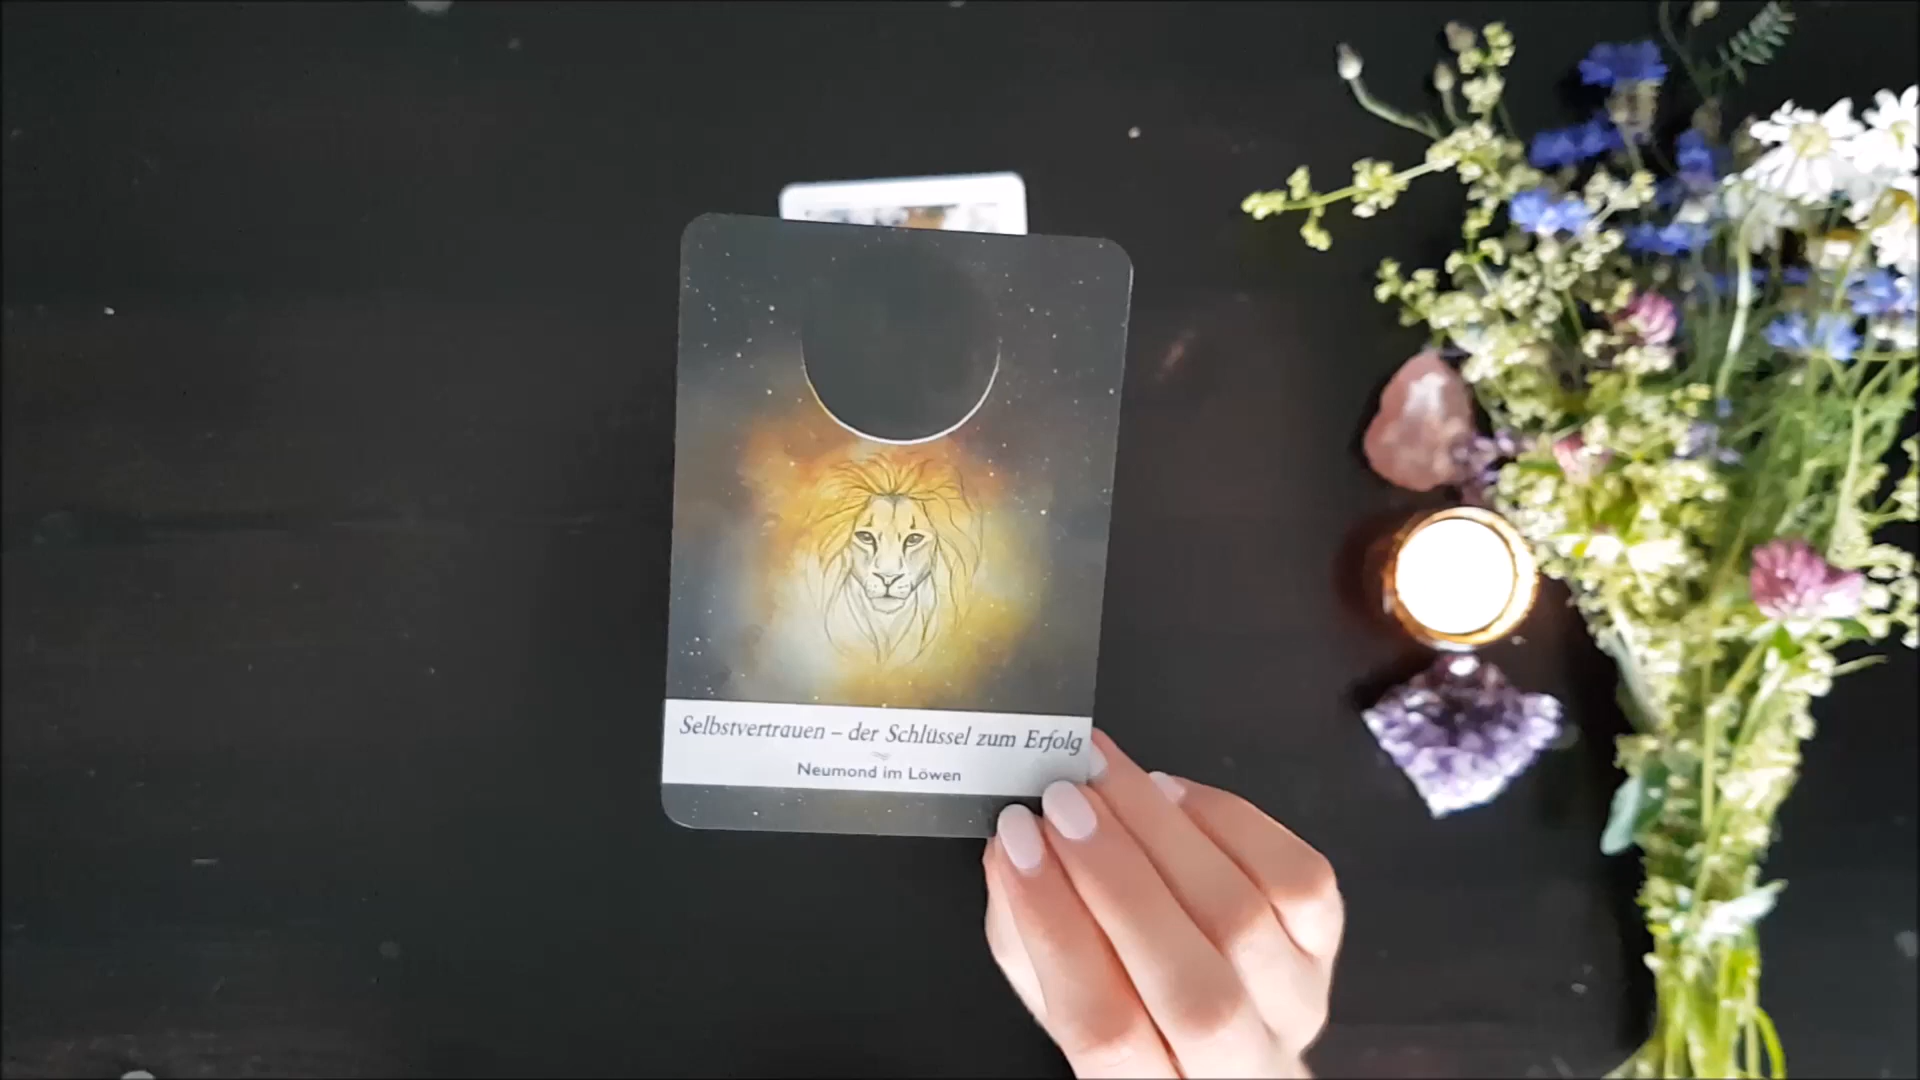 Selbstvertrauen – der Schlüssel zum Erfolg
Neumond im Löwen